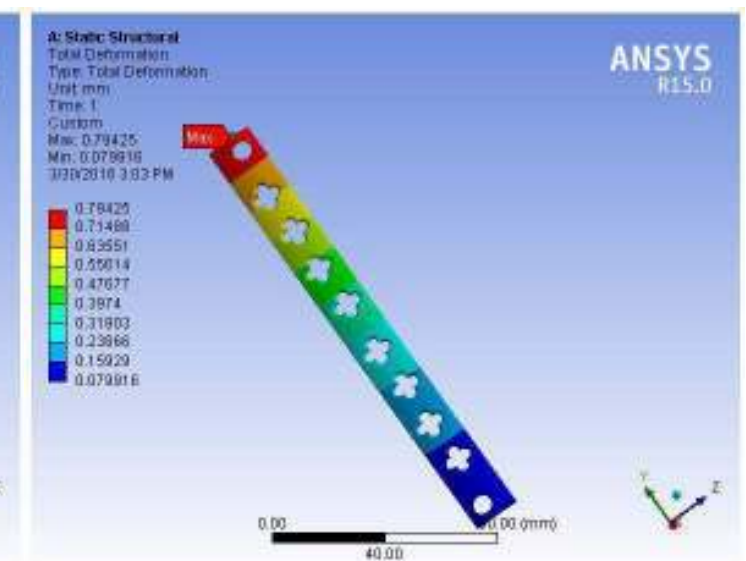 A: Static Structural
Total Deformation
Type: Total Deformation
Unit: mm
Time: 1
Custom
Max: 0.79425
Min: 0.079916
3/30/2016 3:03 PM
ANSYS
R15.0
Max
0.79425
0.71488
0.63551
0.55614
0.47677
0.3974
0.31803
0.23866
0.15929
0.079916
0.00
0.00 (mm)
40.00
Y
Z